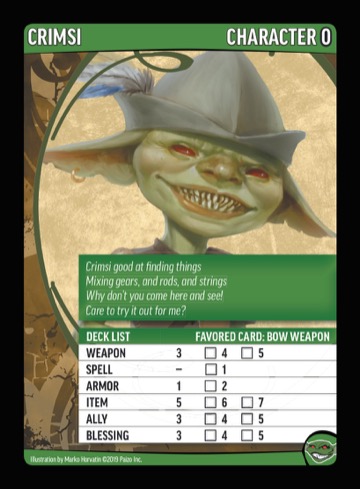 CRIMSI CHARACTER 0
Crimsi good at finding things
Mixing gears, and rods, and strings
Why don't you come here and see!
Care to try it out for me?
DECK LIST FAVORED CARD: BOW WEAPON
WEAPON 3 □ 4 □ 5
SPELL – □ 1
ARMOR 1 □ 2
ITEM 5 □ 6 □ 7
ALLY 3 □ 4 □ 5
BLESSING 3 □ 4 □ 5
Illustration by Marko Horvatin ©2019 Paizo Inc.